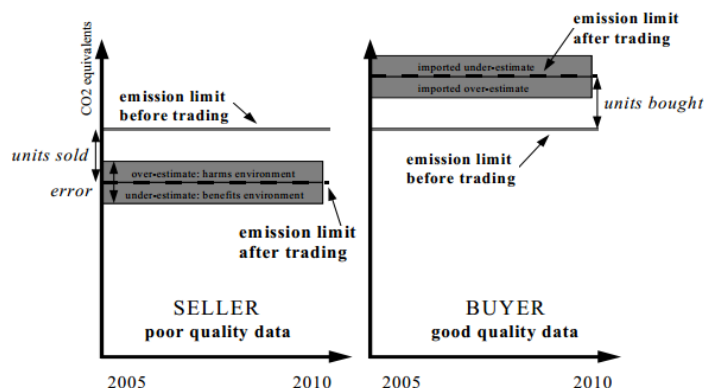 CO2 equivalents
emission limit
before trading
units sold
error
over-estimate: harms environment
under-estimate: benefits environment
emission limit
after trading
SELLER
poor quality data
2005
2010
emission limit
after trading
imported under-estimate
imported over-estimate
units bought
emission limit
before trading
BUYER
good quality data
2005
2010